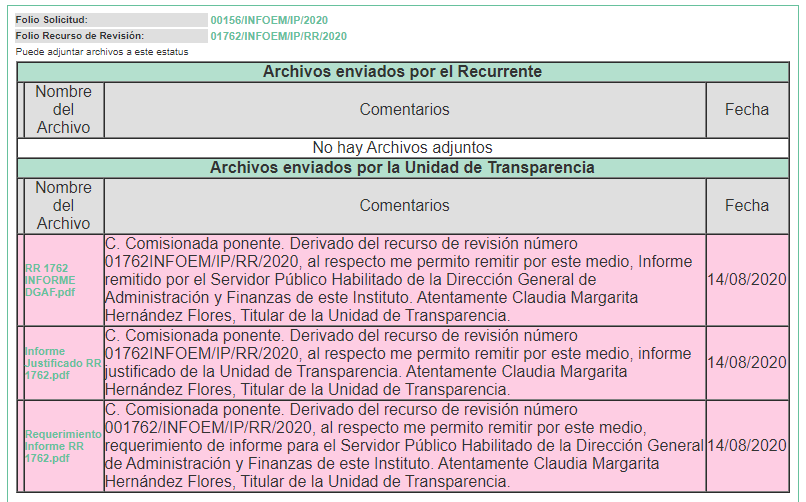 Folio Solicitud: 00156/INFOEM/IP/2020
Folio Recurso de Revisión: 01762/INFOEM/IP/RR/2020
Puede adjuntar archivos a este estatus
Archivos enviados por el Recurrente
Nombre del Archivo Comentarios Fecha
No hay Archivos adjuntos
Archivos enviados por la Unidad de Transparencia
Nombre del Archivo Comentarios Fecha
RR 1762
INFORME
DGAF.pdf
C. Comisionada ponente. Derivado del recurso de revisión número
01762INFOEM/IP/RR/2020, al respecto me permito remitir por este medio, Informe
remitido por el Servidor Público Habilitado de la Dirección General de
Administración y Finanzas de este Instituto. Atentamente Claudia Margarita
Hernández Flores, Titular de la Unidad de Transparencia.
14/08/2020
Informe
Justificado RR
1762.pdf
C. Comisionada ponente. Derivado del recurso de revisión número
01762INFOEM/IP/RR/2020, al respecto me permito remitir por este medio, informe
justificado de la Unidad de Transparencia. Atentamente Claudia Margarita
Hernández Flores, Titular de la Unidad de Transparencia.
14/08/2020
Requerimiento
Informe RR
1762.pdf
C. Comisionada ponente. Derivado del recurso de revisión número
001762/INFOEM/IP/RR/2020, al respecto me permito remitir por este medio,
requerimiento de informe para el Servidor Público Habilitado de la Dirección General
de Administración y Finanzas de este Instituto. Atentamente Claudia Margarita
Hernández Flores, Titular de la Unidad de Transparencia.
14/08/2020